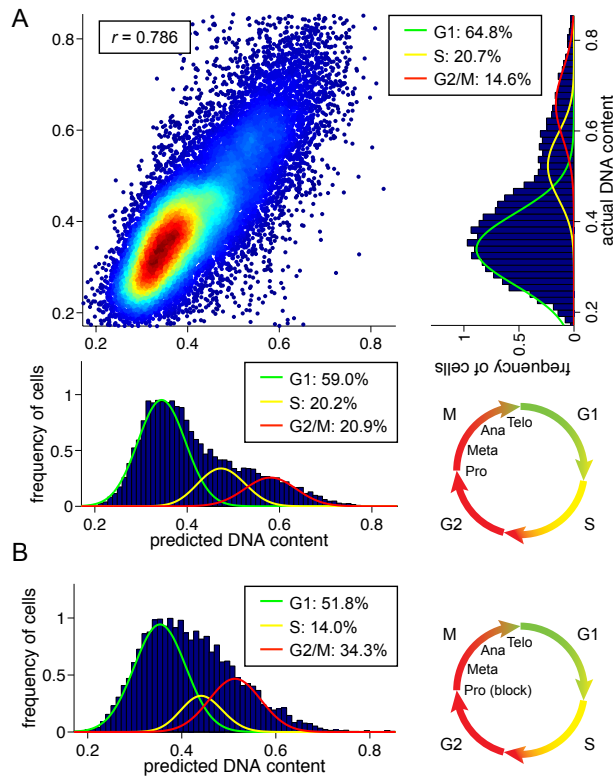 A
r = 0.786
0.8
0.6
0.4
0.2
0.2
0.4
0.6
0.8
G1: 64.8%
S: 20.7%
G2/M: 14.6%
actual DNA content
0.8
0.6
0.4
0.2
1
0.5
0
frequency of cells
G1: 59.0%
S: 20.2%
G2/M: 20.9%
frequency of cells
1
0.5
0
0.2
0.4
0.6
0.8
predicted DNA content
M
G1
Ana
Telo
Meta
Pro
G2
S
B
G1: 51.8%
S: 14.0%
G2/M: 34.3%
frequency of cells
1
0.5
0
0.2
0.4
0.6
0.8
predicted DNA content
M
G1
Ana
Telo
Meta
Pro (block)
G2
S